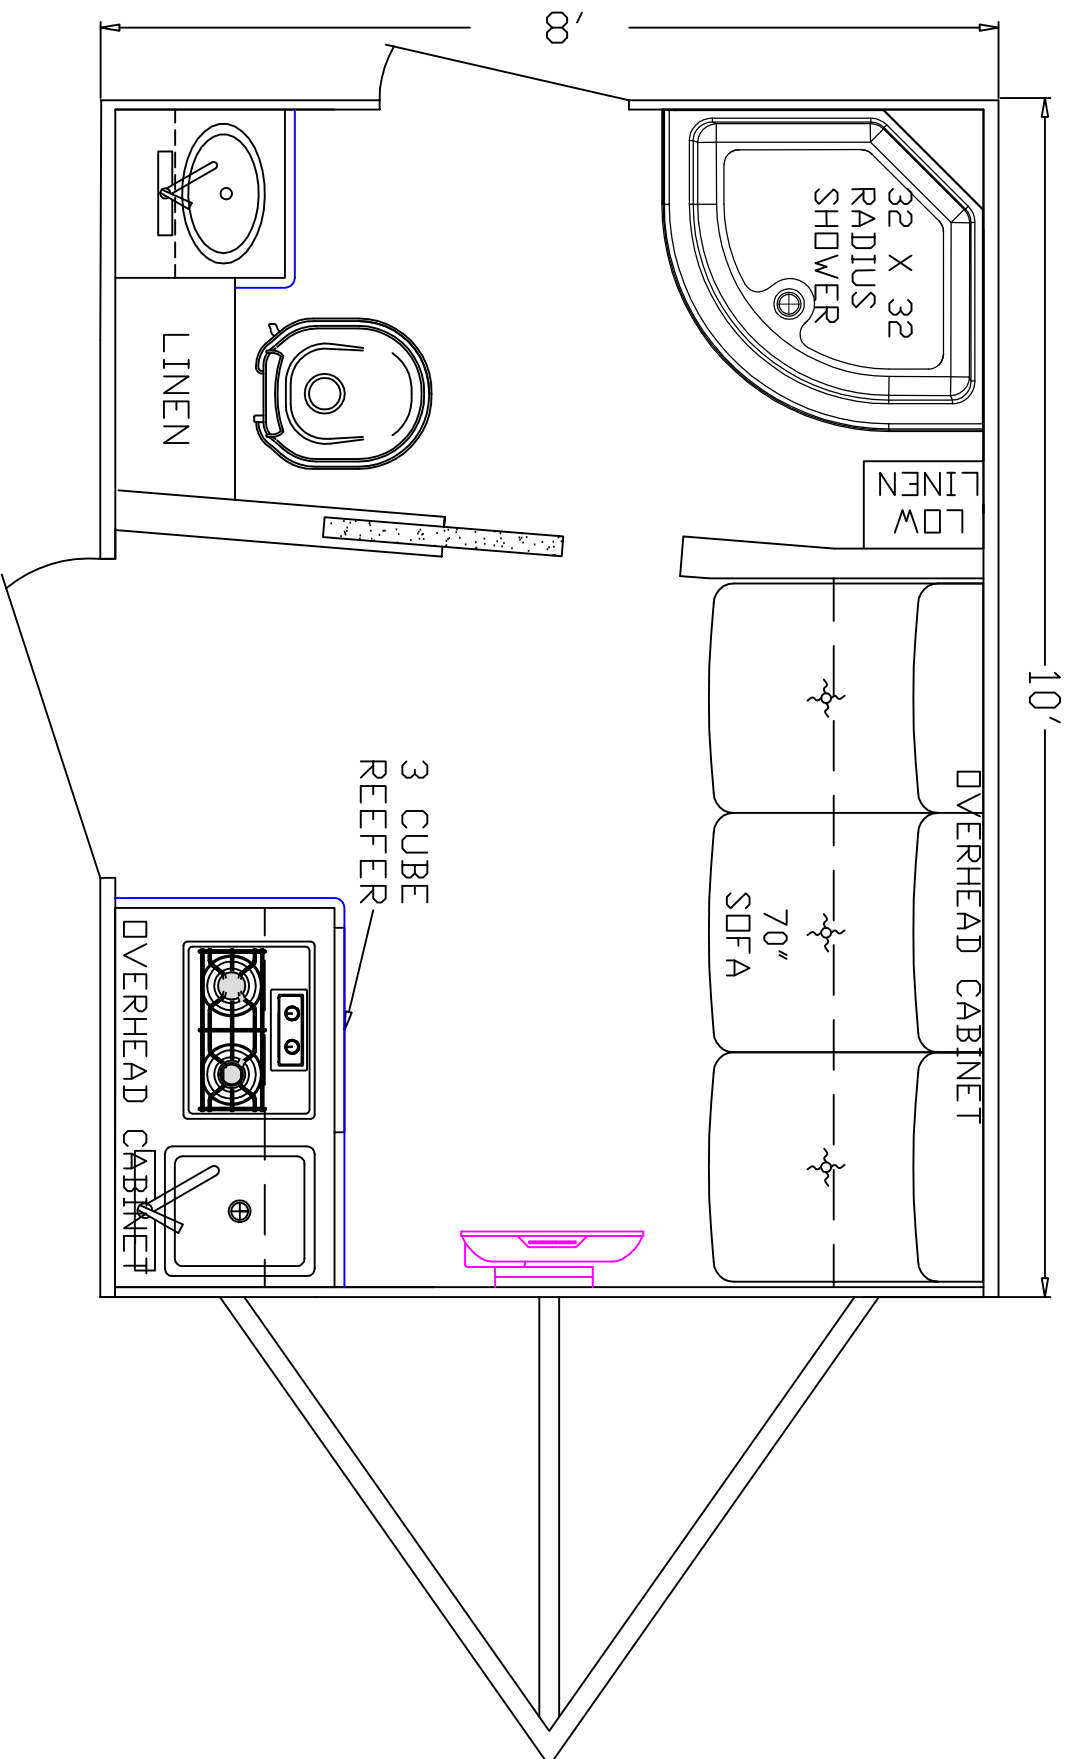 8'
10'
32 X 32
RADIUS
SHOWER
LINEN
LOW
LINEN
OVERHEAD CABINET
70"
SOFA
3 CUBE
REEFER
OVERHEAD CABINET